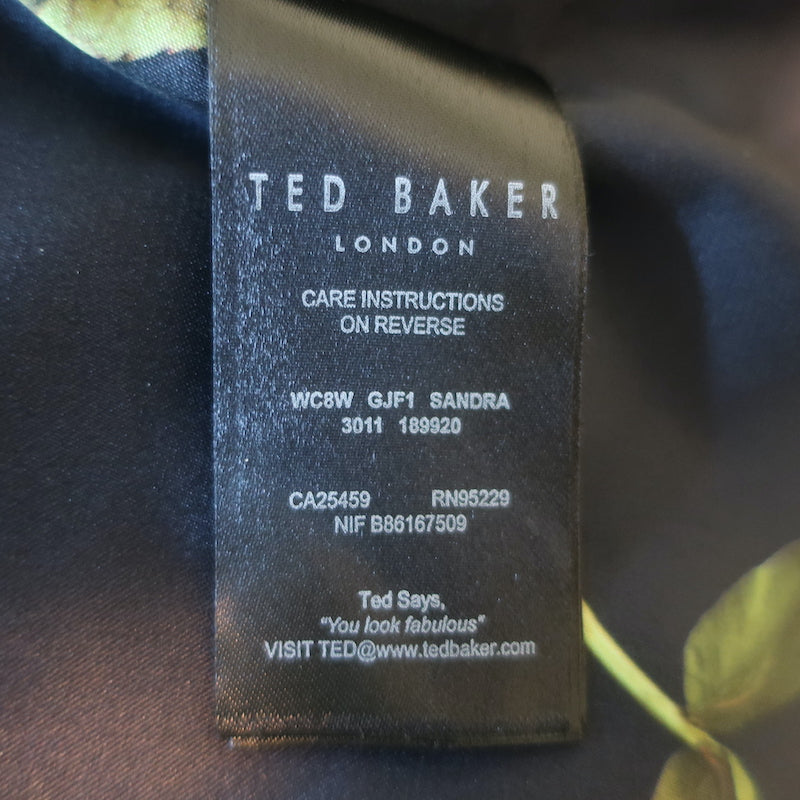 TED BAKER
LONDON
CARE INSTRUCTIONS
ON REVERSE
WC8W GJF1 SANDRA
3011 189920
CA25459 RN95229
NIF B86167509
Ted Says,
"You look fabulous"
VISIT TED@www.tedbaker.com